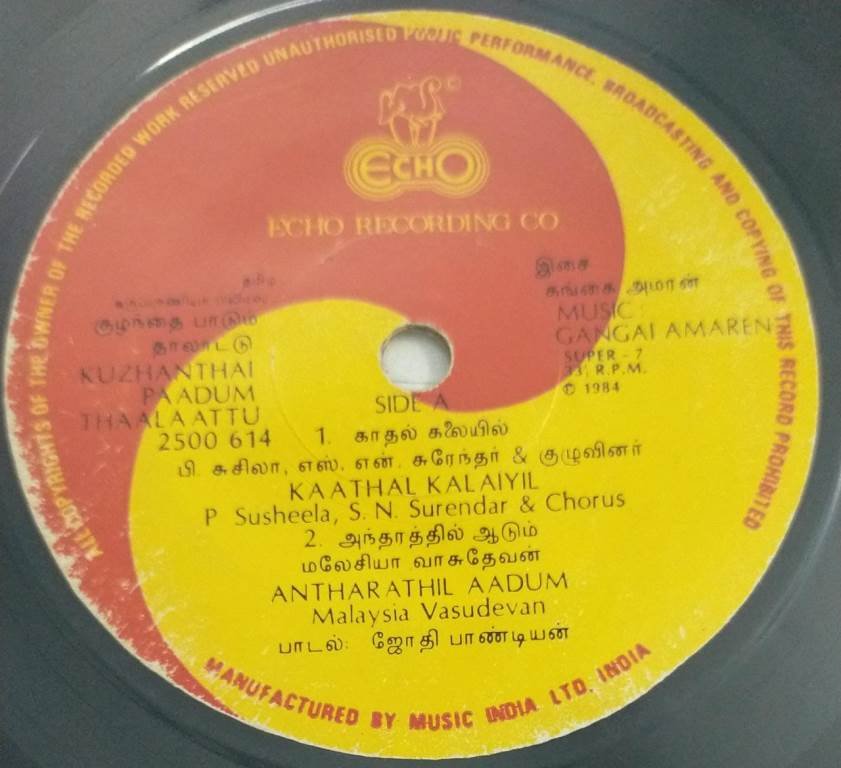 ALL COPYRIGHTS OF THE OWNER OF THE RECORDED WORK RESERVED UNAUTHORISED PUBLIC PERFORMANCE, BROADCASTING AND COPYING OF THIS RECORD PROHIBITED
©
ECHO
ECHO RECORDING CO
தமிழ்
குழந்தை பாடும்
தாலாட்டு
KUZHANTHAI
PAADUM
THAALAATTU
2500 614
இசை
கங்கை அமரன்
MUSIC:
GANGAI AMAREN
SUPER - 7
R.P.M.
© 1984
SIDE A
1. காதல் கலையில்
பி. சுசிலா, எஸ். என். சுரேந்தர் & குழுவினர்
KAATHAL KALAIYIL
P Susheela, S. N. Surendar & Chorus
2. அந்தரத்தில் ஆடும்
மலேசியா வாசுதேவன்
ANTHARATHIL AADUM
Malaysia Vasudevan
பாடல்: ஜோதி பாண்டியன்
MANUFACTURED BY MUSIC INDIA LTD. INDIA